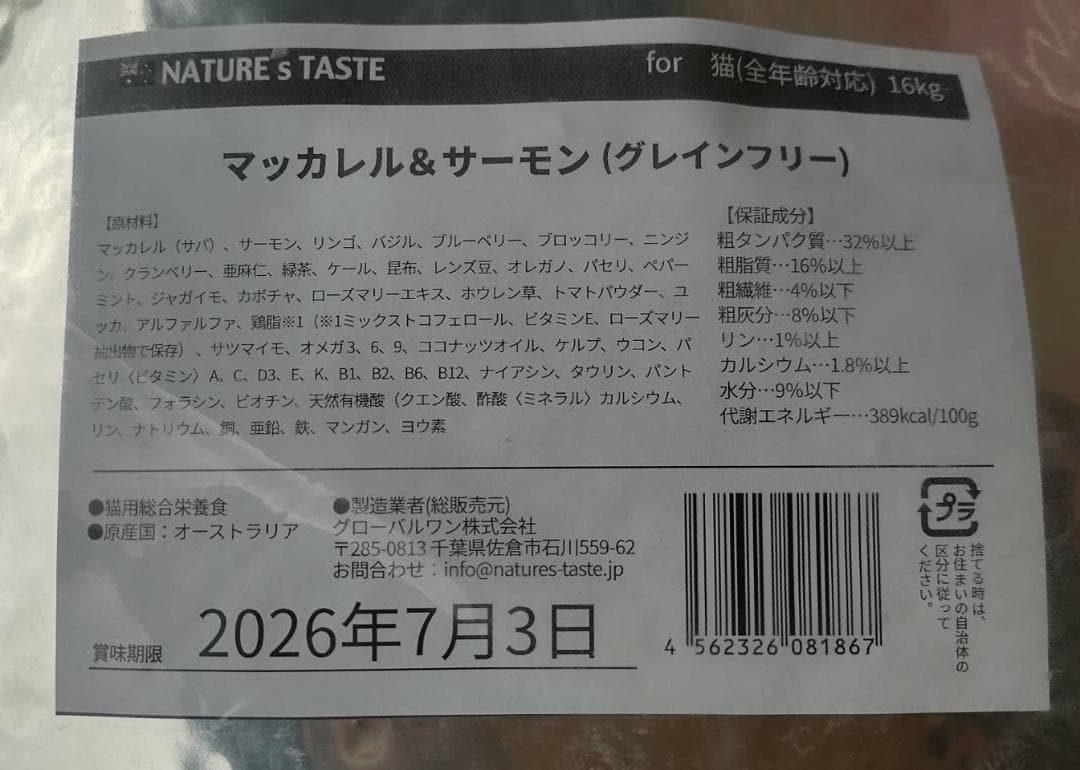 NATURE's TASTE for 猫(全年齢対応) 16kg
マッカレル＆サーモン (グレインフリー)
【原材料】
マッカレル（サバ）、サーモン、リンゴ、バジル、ブルーベリー、ブロッコリー、ニンジ
ン、クランベリー、亜麻仁、緑茶、ケール、昆布、レンズ豆、オレガノ、パセリ、ペパー
ミント、ジャガイモ、カボチャ、ローズマリーエキス、ホウレン草、トマトパウダー、ユ
ッカ、アルファルファ、鶏脂※1（※1ミックストコフェロール、ビタミンE、ローズマリー
抽出物で保存）、サツマイモ、オメガ3、6、9、ココナッツオイル、ケルプ、ウコン、パ
セリ〈ビタミン〉A、C、D3、E、K、B1、B2、B6、B12、ナイアシン、タウリン、パント
テン酸、フォラシン、ビオチン、天然有機酸（クエン酸、酢酸〈ミネラル〉カルシウム、
リン、ナトリウム、銅、亜鉛、鉄、マンガン、ヨウ素
【保証成分】
粗タンパク質…32%以上
粗脂質…16%以上
粗繊維…4%以下
粗灰分…8%以下
リン…1%以上
カルシウム…1.8%以上
水分…9%以下
代謝エネルギー…389kcal/100g
●猫用総合栄養食
●原産国：オーストラリア
●製造業者(総販売元)
グローバルワン株式会社
〒285-0813 千葉県佐倉市石川559-62
お問合わせ：info@natures-taste.jp
賞味期限 2026年7月3日
4 562326 081867
プラ
捨てる時は、
お住まいの自治体の
区分に従って
ください。